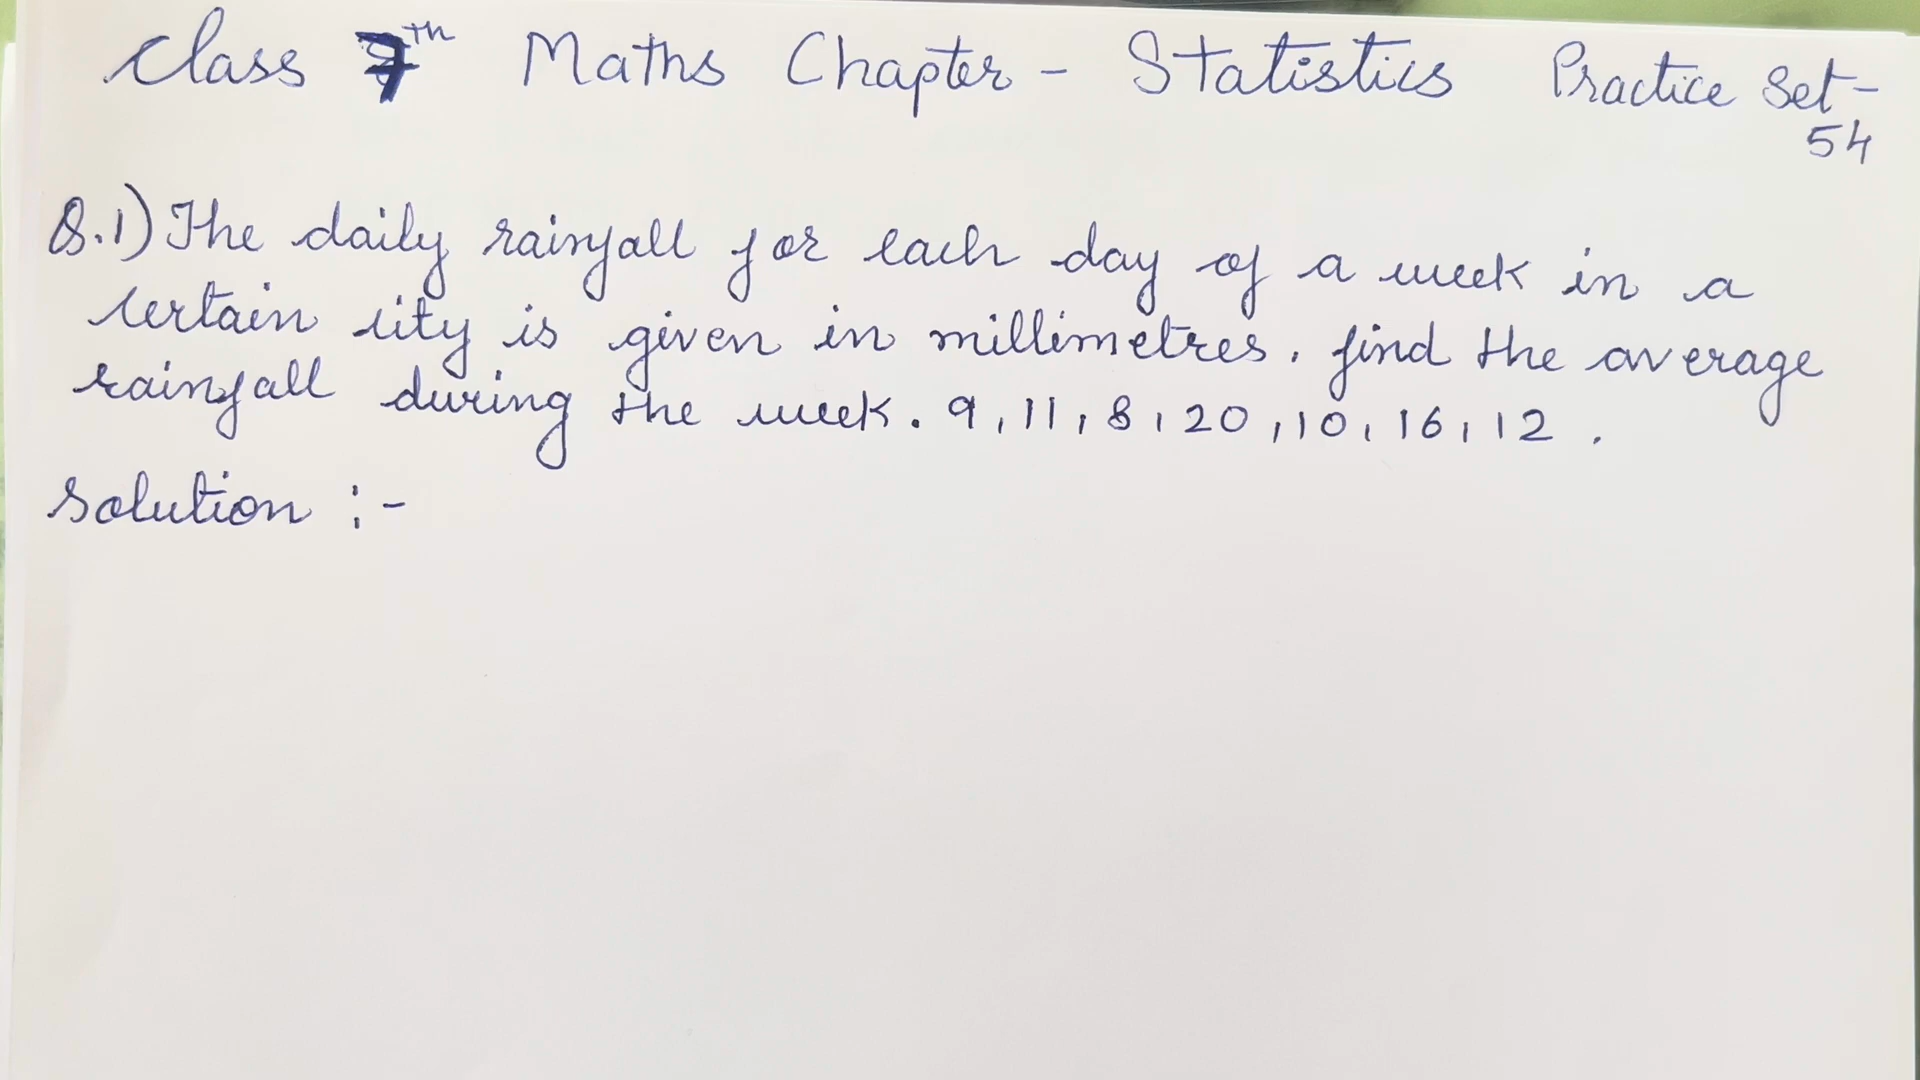 Class 7th Maths Chapter - Statistics Practice Set-
54
Q.1) The daily rainfall for each day of a week in a
certain city is given in millimetres. find the average
rainfall during the week. 9, 11, 8, 20, 10, 16, 12.
Solution :-